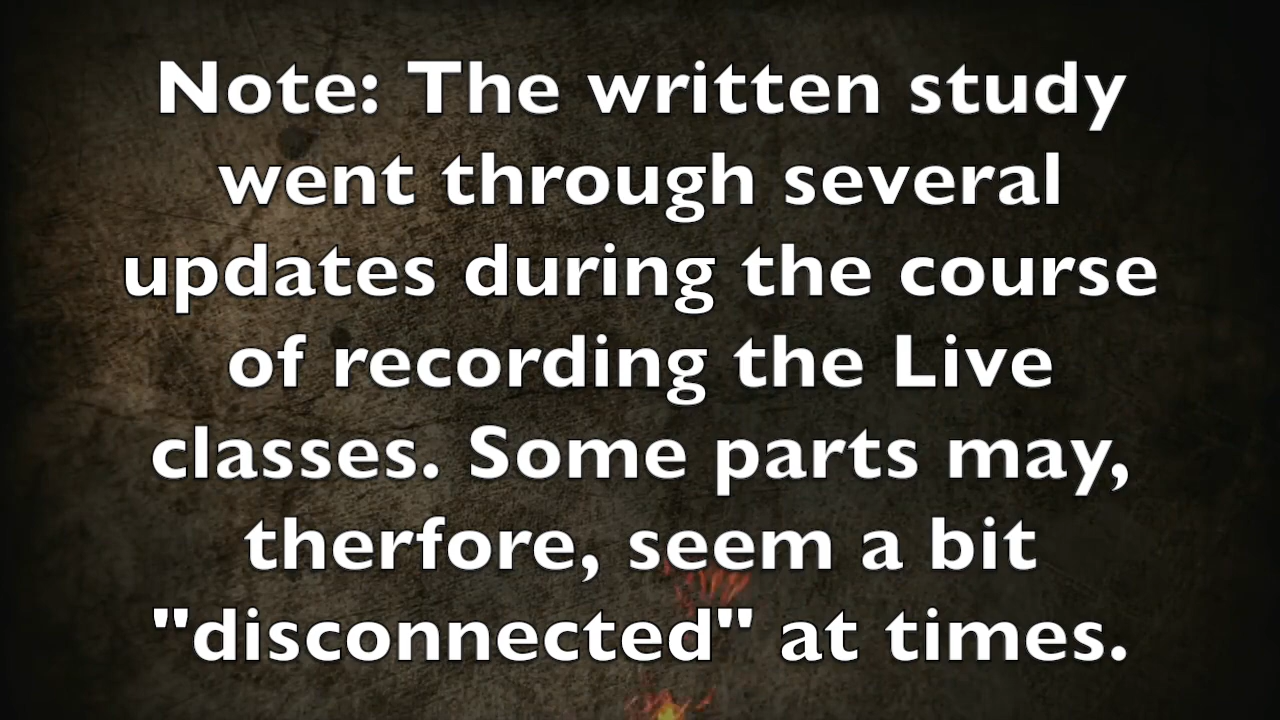 Note: The written study
went through several
updates during the course
of recording the Live
classes. Some parts may,
therfore, seem a bit
"disconnected" at times.